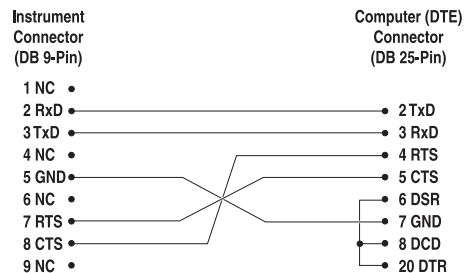 Instrument
Connector
(DB 9-Pin)
Computer (DTE)
Connector
(DB 25-Pin)
1 NC
2 RxD
2 TxD
3 TxD
3 RxD
4 NC
4 RTS
5 GND
5 CTS
6 NC
6 DSR
7 RTS
7 GND
8 CTS
8 DCD
9 NC
20 DTR